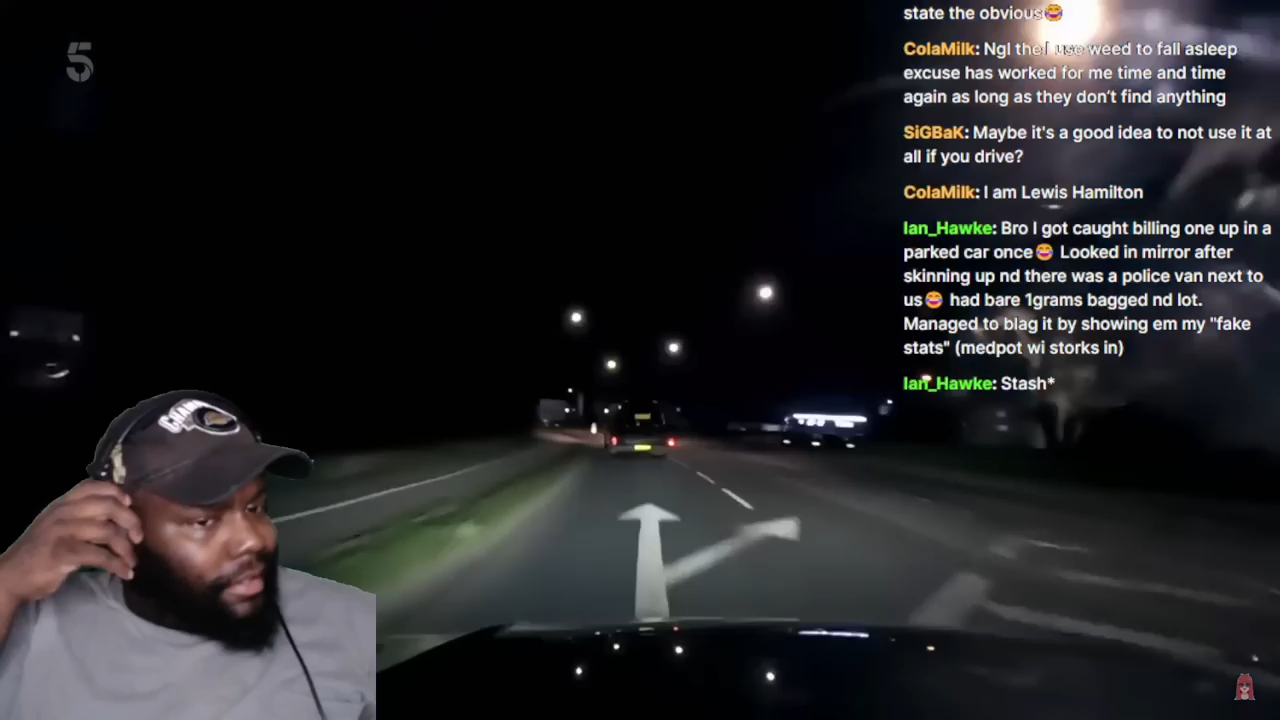 5
state the obvious😂
ColaMilk: Ngl the I use weed to fall asleep
excuse has worked for me time and time
again as long as they don’t find anything
SiGBaK: Maybe it's a good idea to not use it at
all if you drive?
ColaMilk: I am Lewis Hamilton
Ian_Hawke: Bro I got caught billing one up in a
parked car once😂 Looked in mirror after
skinning up nd there was a police van next to
us😂 had bare 1grams bagged nd lot.
Managed to blag it by showing em my "fake
stats" (medpot wi storks in)
Ian_Hawke: Stash*